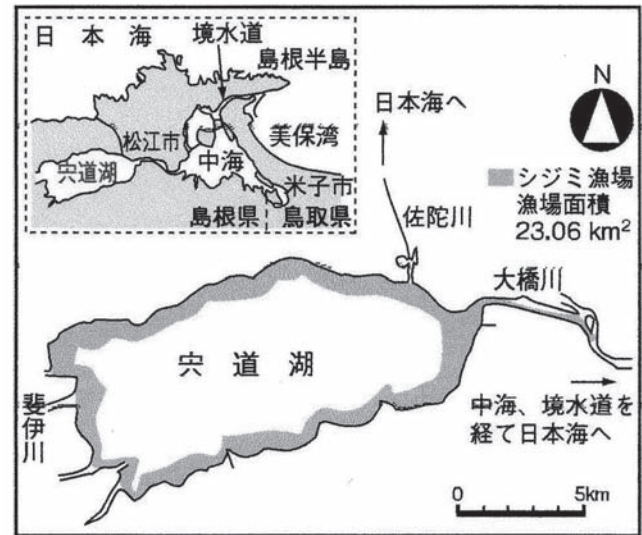 日本海
境水道
島根半島
松江市
美保湾
宍道湖
中海
米子市
島根県
鳥取県
日本海へ
N
シジミ漁場
漁場面積
23.06 km²
佐陀川
大橋川
宍道湖
斐伊川
中海、境水道を
経て日本海へ
0 5km